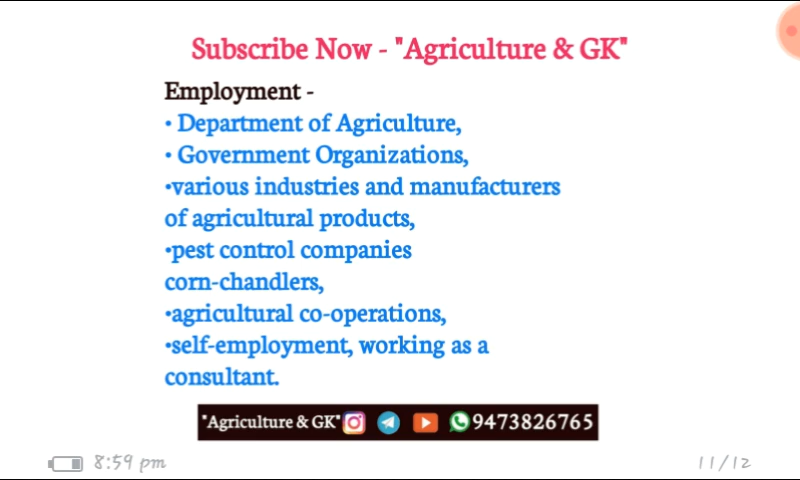 Subscribe Now - "Agriculture & GK"
Employment -
• Department of Agriculture,
• Government Organizations,
•various industries and manufacturers
of agricultural products,
•pest control companies
corn-chandlers,
•agricultural co-operations,
•self-employment, working as a
consultant.
"Agriculture & GK" 9473826765
8:59 pm 11/12